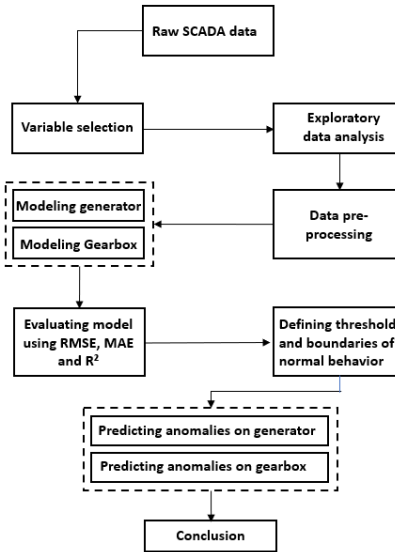 Raw SCADA data
Variable selection
Exploratory
data analysis
Data pre-
processing
Modeling generator
Modeling Gearbox
Evaluating model
using RMSE, MAE
and R²
Defining threshold
and boundaries of
normal behavior
Predicting anomalies on generator
Predicting anomalies on gearbox
Conclusion